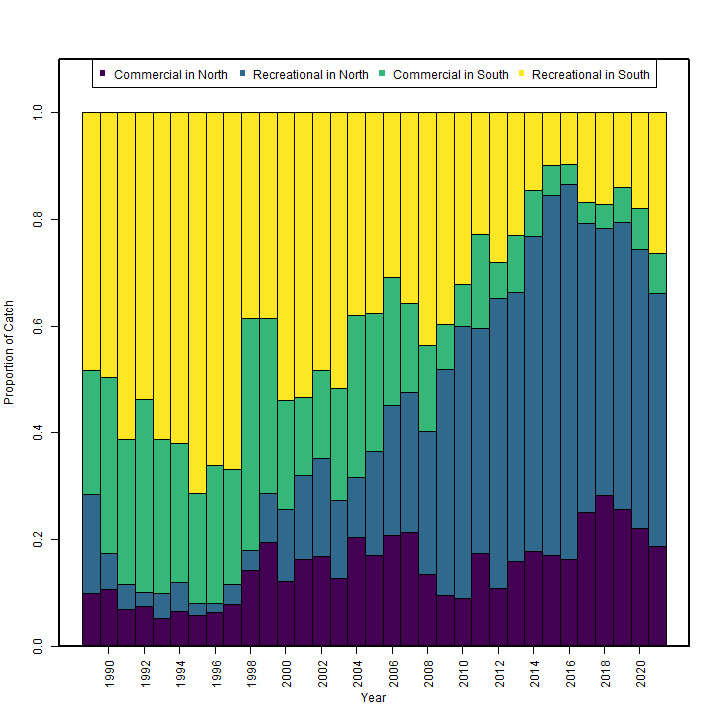 Commercial in North Recreational in North Commercial in South Recreational in South
1.0
0.8
0.6
0.4
0.2
0.0
Proportion of Catch
1990 1992 1994 1996 1998 2000 2002 2004 2006 2008 2010 2012 2014 2016 2018 2020
Year